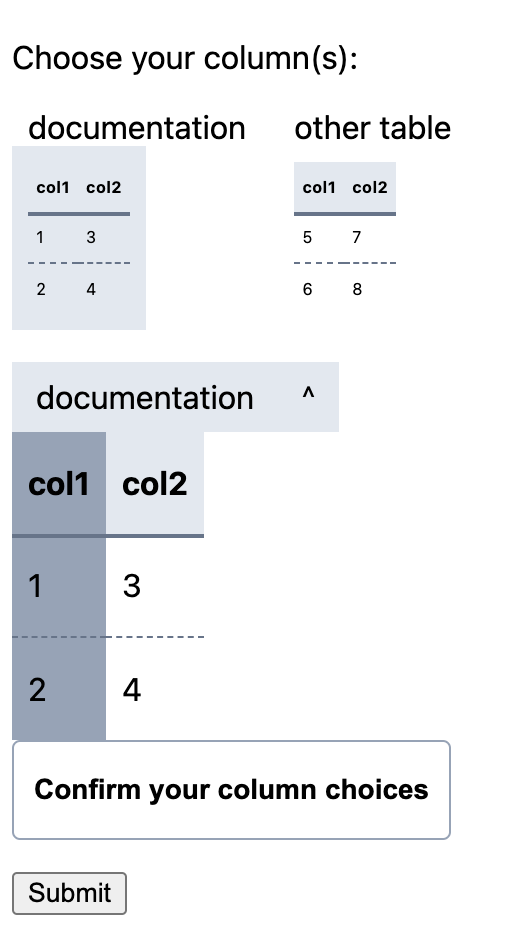 Choose your column(s):
documentation other table
col1 col2 col1 col2
1 3 5 7
2 4 6 8
documentation ^
col1 col2
1 3
2 4
Confirm your column choices
Submit